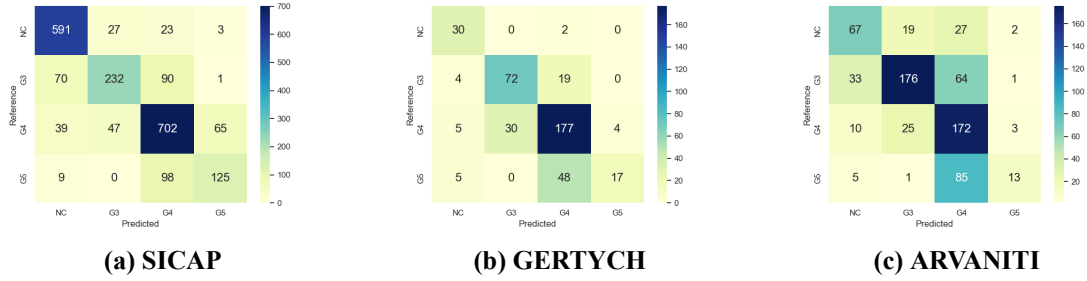 NC 591 27 23 3
G3 70 232 90 1
G4 39 47 702 65
G5 9 0 98 125
NC G3 G4 G5
Reference
Predicted
700
600
500
400
300
200
100
0
(a) SICAP
NC 30 0 2 0
G3 4 72 19 0
G4 5 30 177 4
G5 5 0 48 17
NC G3 G4 G5
Reference
Predicted
160
140
120
100
80
60
40
20
0
(b) GERTYCH
NC 67 19 27 2
G3 33 176 64 1
G4 10 25 172 3
G5 5 1 85 13
NC G3 G4 G5
Reference
Predicted
160
140
120
100
80
60
40
20
(c) ARVANITI